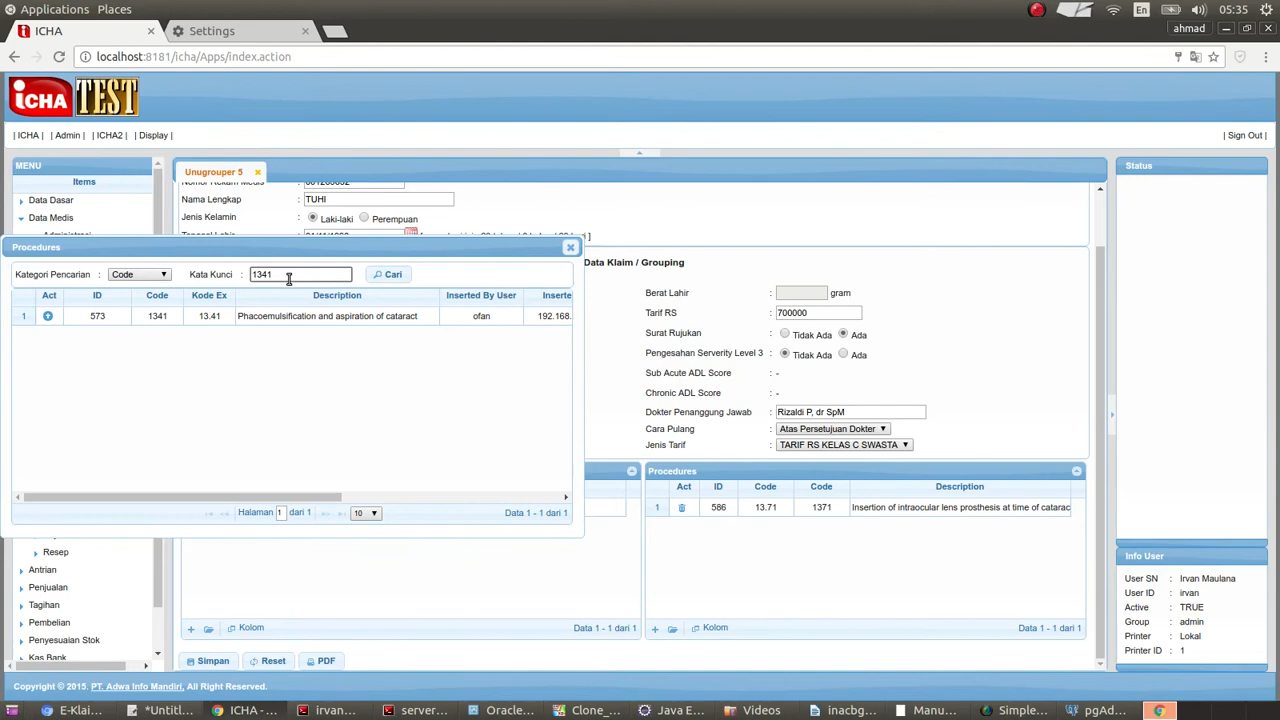 Applications Places En 05:35
ICHA Settings ahmad
localhost:8181/icha/Apps/index.action
iCHA TEST
| ICHA | | Admin | | ICHA2 | | Display | | Sign Out |
MENU
Items
Data Dasar
Data Medis
Unugrouper 5
Status
Nama Lengkap : TUHI
Jenis Kelamin : Laki-laki Perempuan
Procedures
Kategori Pencarian : Code Kata Kunci : 1341 Cari
Act ID Code Kode Ex Description Inserted By User Inserte
1 573 1341 13.41 Phacoemulsification and aspiration of cataract ofan 192.168.
Halaman 1 dari 1 10 Data 1 - 1 dari 1
Data Klaim / Grouping
Berat Lahir : gram
Tarif RS : 700000
Surat Rujukan : Tidak Ada Ada
Pengesahan Serverity Level 3 : Tidak Ada Ada
Sub Acute ADL Score : -
Chronic ADL Score : -
Dokter Penanggung Jawab : Rizaldi P, dr SpM
Cara Pulang : Atas Persetujuan Dokter
Jenis Tarif : TARIF RS KELAS C SWASTA
Procedures
Act ID Code Code Description
1 586 13.71 1371 Insertion of intraocular lens prosthesis at time of catarac
Resep
Antrian
Penjualan
Tagihan
Pembelian
Penyesuaian Stok
Kas Bank
Kolom Data 1 - 1 dari 1
Kolom Data 1 - 1 dari 1
Simpan Reset PDF
Info User
User SN : Irvan Maulana
User ID : irvan
Active : TRUE
Group : admin
Printer : Lokal
Printer ID : 1
Copyright © 2015. PT. Adwa Info Mandiri, All Right Reserved.
E-Klai... *Untitl... ICHA - ... irvan... server... Oracle... Clone_... Java E... Videos inacbg... Manu... Simple... pgAd...